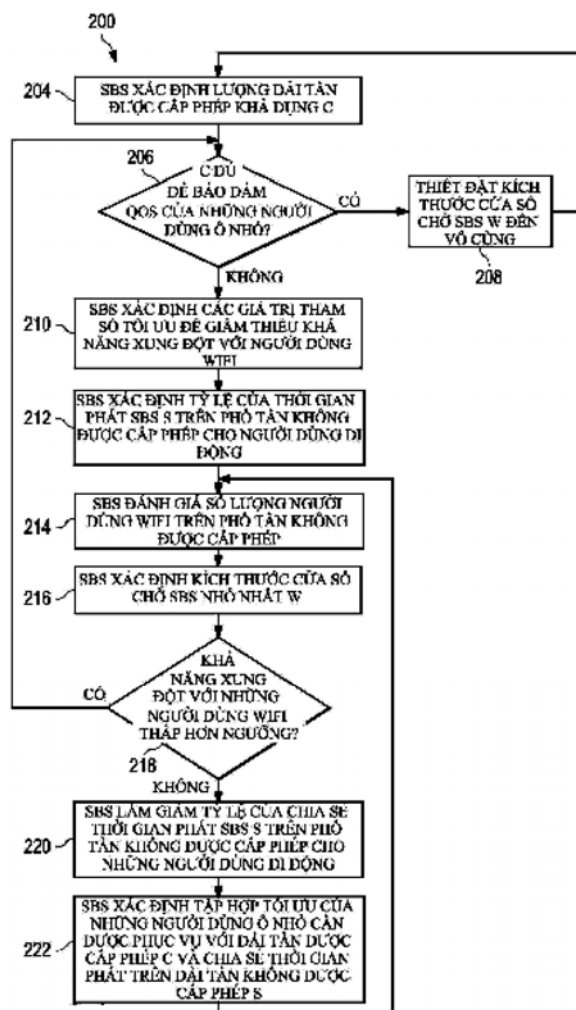 200
204
SBS XÁC ĐỊNH LƯỢNG DẢI TẦN
ĐƯỢC CẤP PHÉP KHẢ DỤNG C
206
C ĐỦ
ĐỂ BẢO ĐẢM
QOS CỦA NHỮNG NGƯỜI
DÙNG Ô NHỎ?
CÓ
THIẾT ĐẶT KÍCH
THƯỚC CỬA SỔ
CHỜ SBS W ĐẾN
VÔ CÙNG
208
KHÔNG
210
SBS XÁC ĐỊNH CÁC GIÁ TRỊ THAM
SỐ TỐI ƯU ĐỂ GIẢM THIỂU KHẢ
NĂNG XUNG ĐỘT VỚI NGƯỜI DÙNG
WIFI
212
SBS XÁC ĐỊNH TỶ LỆ CỦA THỜI GIAN
PHÁT SBS S TRÊN PHỔ TẦN KHÔNG
ĐƯỢC CẤP PHÉP CHO NGƯỜI DÙNG DI
ĐỘNG
214
SBS ĐÁNH GIÁ SỐ LƯỢNG NGƯỜI
DÙNG WIFI TRÊN PHỔ TẦN KHÔNG
ĐƯỢC CẤP PHÉP
216
SBS XÁC ĐỊNH KÍCH THƯỚC CỬA SỔ
CHỜ SBS NHỎ NHẤT W
KHẢ
NĂNG XUNG
ĐỘT VỚI NHỮNG
NGƯỜI DÙNG WIFI
THẤP HƠN NGƯỠNG?
CÓ
218
KHÔNG
220
SBS LÀM GIẢM TỶ LỆ CỦA CHIA SẺ
THỜI GIAN PHÁT SBS S TRÊN PHỔ
TẦN KHÔNG ĐƯỢC CẤP PHÉP CHO
NHỮNG NGƯỜI DÙNG DI ĐỘNG
222
SBS XÁC ĐỊNH TẬP HỢP TỐI ƯU CỦA
NHỮNG NGƯỜI DÙNG Ô NHỎ CẦN
ĐƯỢC PHỤC VỤ VỚI DẢI TẦN ĐƯỢC
CẤP PHÉP C VÀ CHIA SẺ THỜI GIAN
PHÁT TRÊN DẢI TẦN KHÔNG ĐƯỢC
CẤP PHÉP S